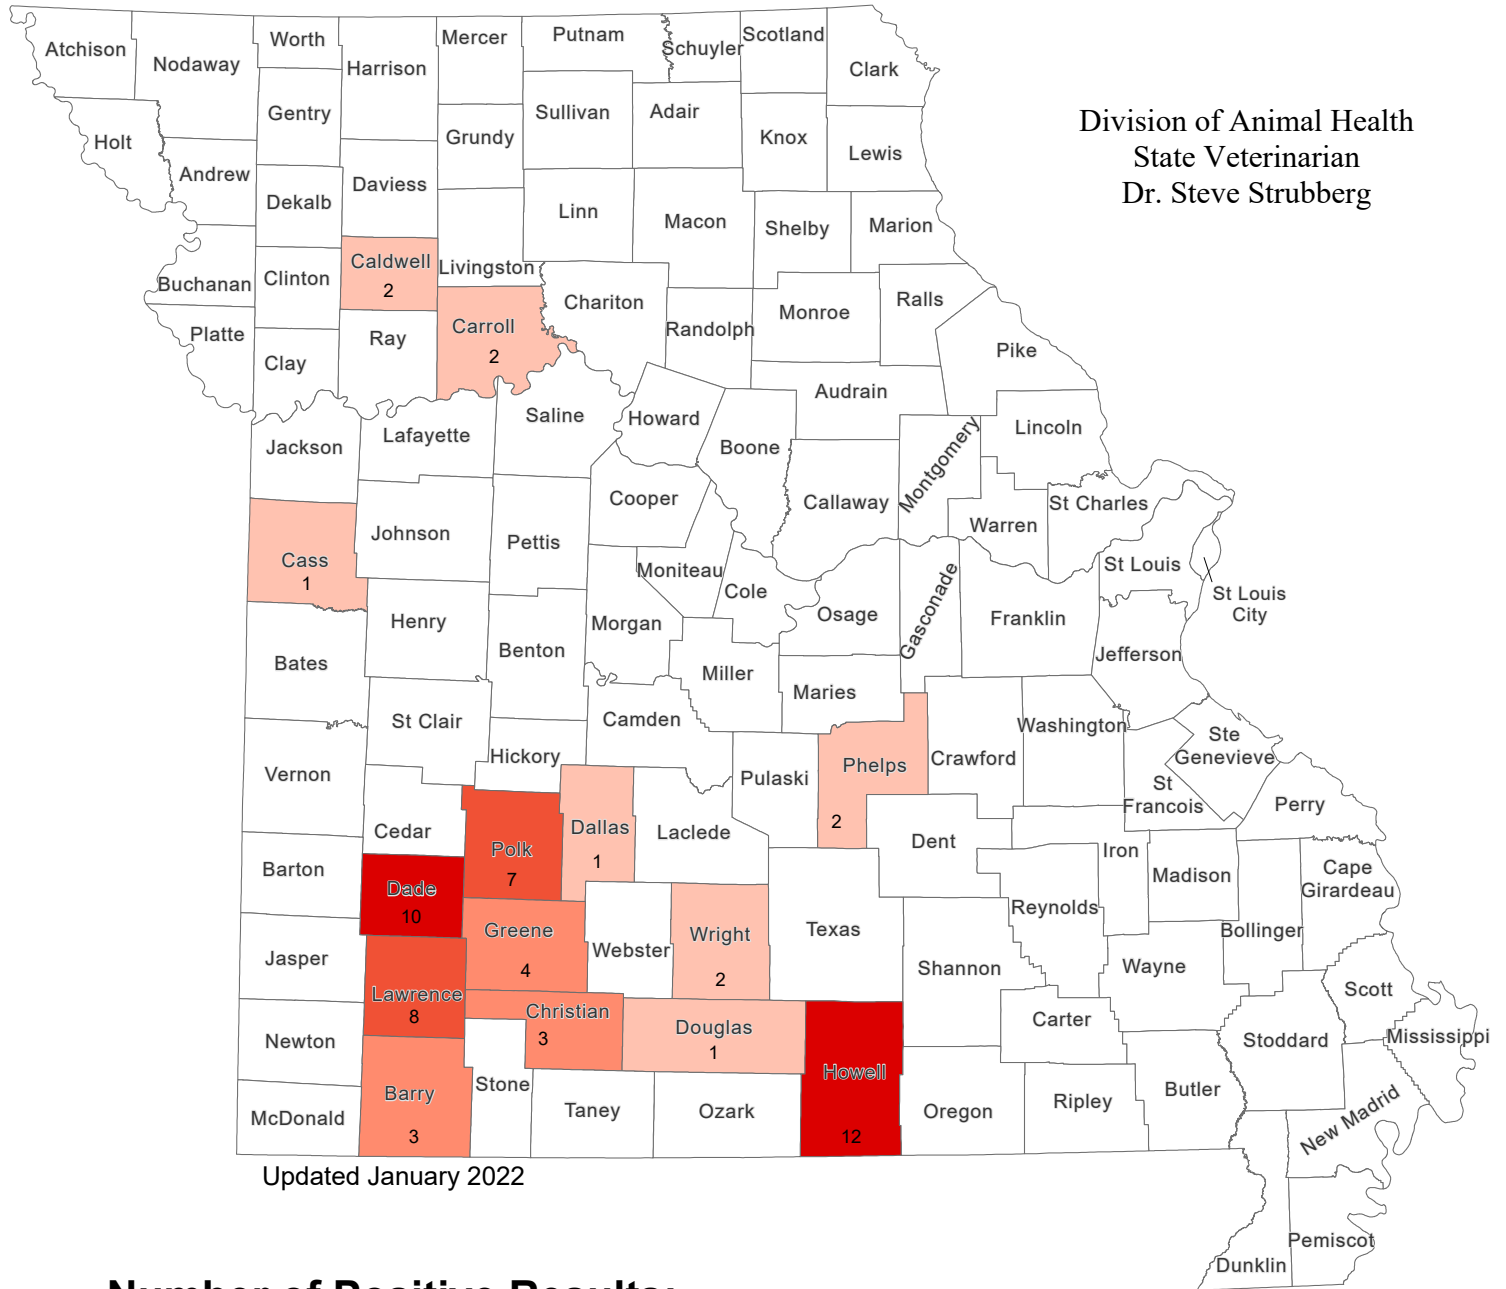 Atchison
Nodaway
Worth
Harrison
Mercer
Putnam
Schuyler
Scotland
Clark
Gentry
Sullivan
Adair
Knox
Lewis
Holt
Andrew
Grundy
Daviess
Dekalb
Linn
Macon
Shelby
Marion
Division of Animal Health
State Veterinarian
Dr. Steve Strubberg
Buchanan
Clinton
Caldwell
2
Livingston
Chariton
Carroll
2
Randolph
Monroe
Ralls
Platte
Clay
Ray
Pike
Audrain
Saline
Howard
Boone
Lincoln
Jackson
Lafayette
Montgomery
Cooper
Callaway
Warren
St Charles
Johnson
Pettis
Cass
1
Moniteau
Cole
St Louis
St Louis
City
Henry
Morgan
Osage
Gasconade
Franklin
Benton
Bates
Miller
Jefferson
Maries
St Clair
Camden
Washington
Ste
Genevieve
Hickory
Vernon
Pulaski
Phelps
2
Crawford
St
Francois
Perry
Cedar
Polk
7
Dallas
1
Laclede
Dent
Iron
Madison
Cape
Girardeau
Barton
Dade
10
Greene
4
Webster
Wright
2
Texas
Reynolds
Bollinger
Jasper
Shannon
Wayne
Scott
Lawrence
8
Christian
3
Douglas
1
Carter
Stoddard
Mississippi
Newton
Howell
12
Barry
3
Stone
Taney
Ozark
Oregon
Ripley
Butler
New Madrid
McDonald
Updated January 2022
Pemiscot
Dunklin
Number of Positive Results: